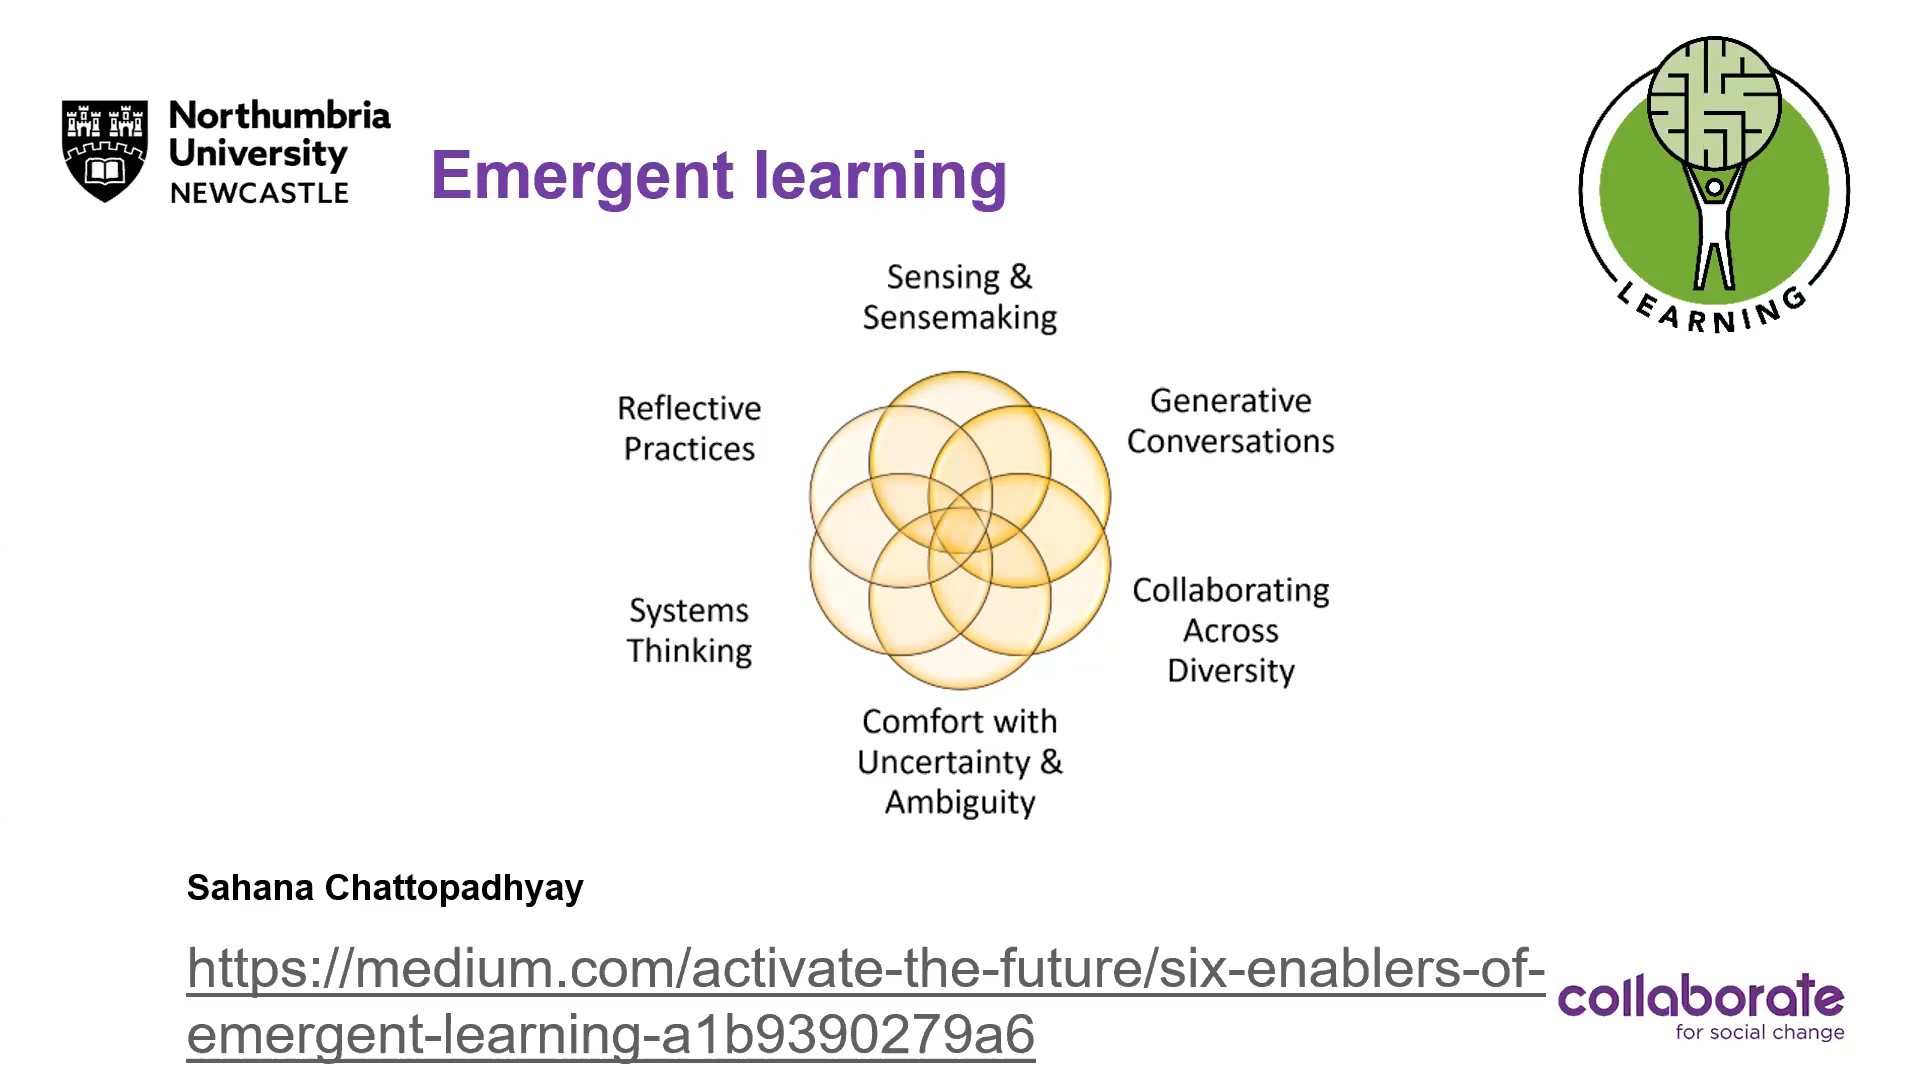 Northumbria
University
NEWCASTLE
Emergent learning
LEARNING
Sensing &
Sensemaking
Reflective
Practices
Generative
Conversations
Systems
Thinking
Collaborating
Across
Diversity
Comfort with
Uncertainty &
Ambiguity
Sahana Chattopadhyay
https://medium.com/activate-the-future/six-enablers-of-
emergent-learning-a1b9390279a6
collaborate
for social change